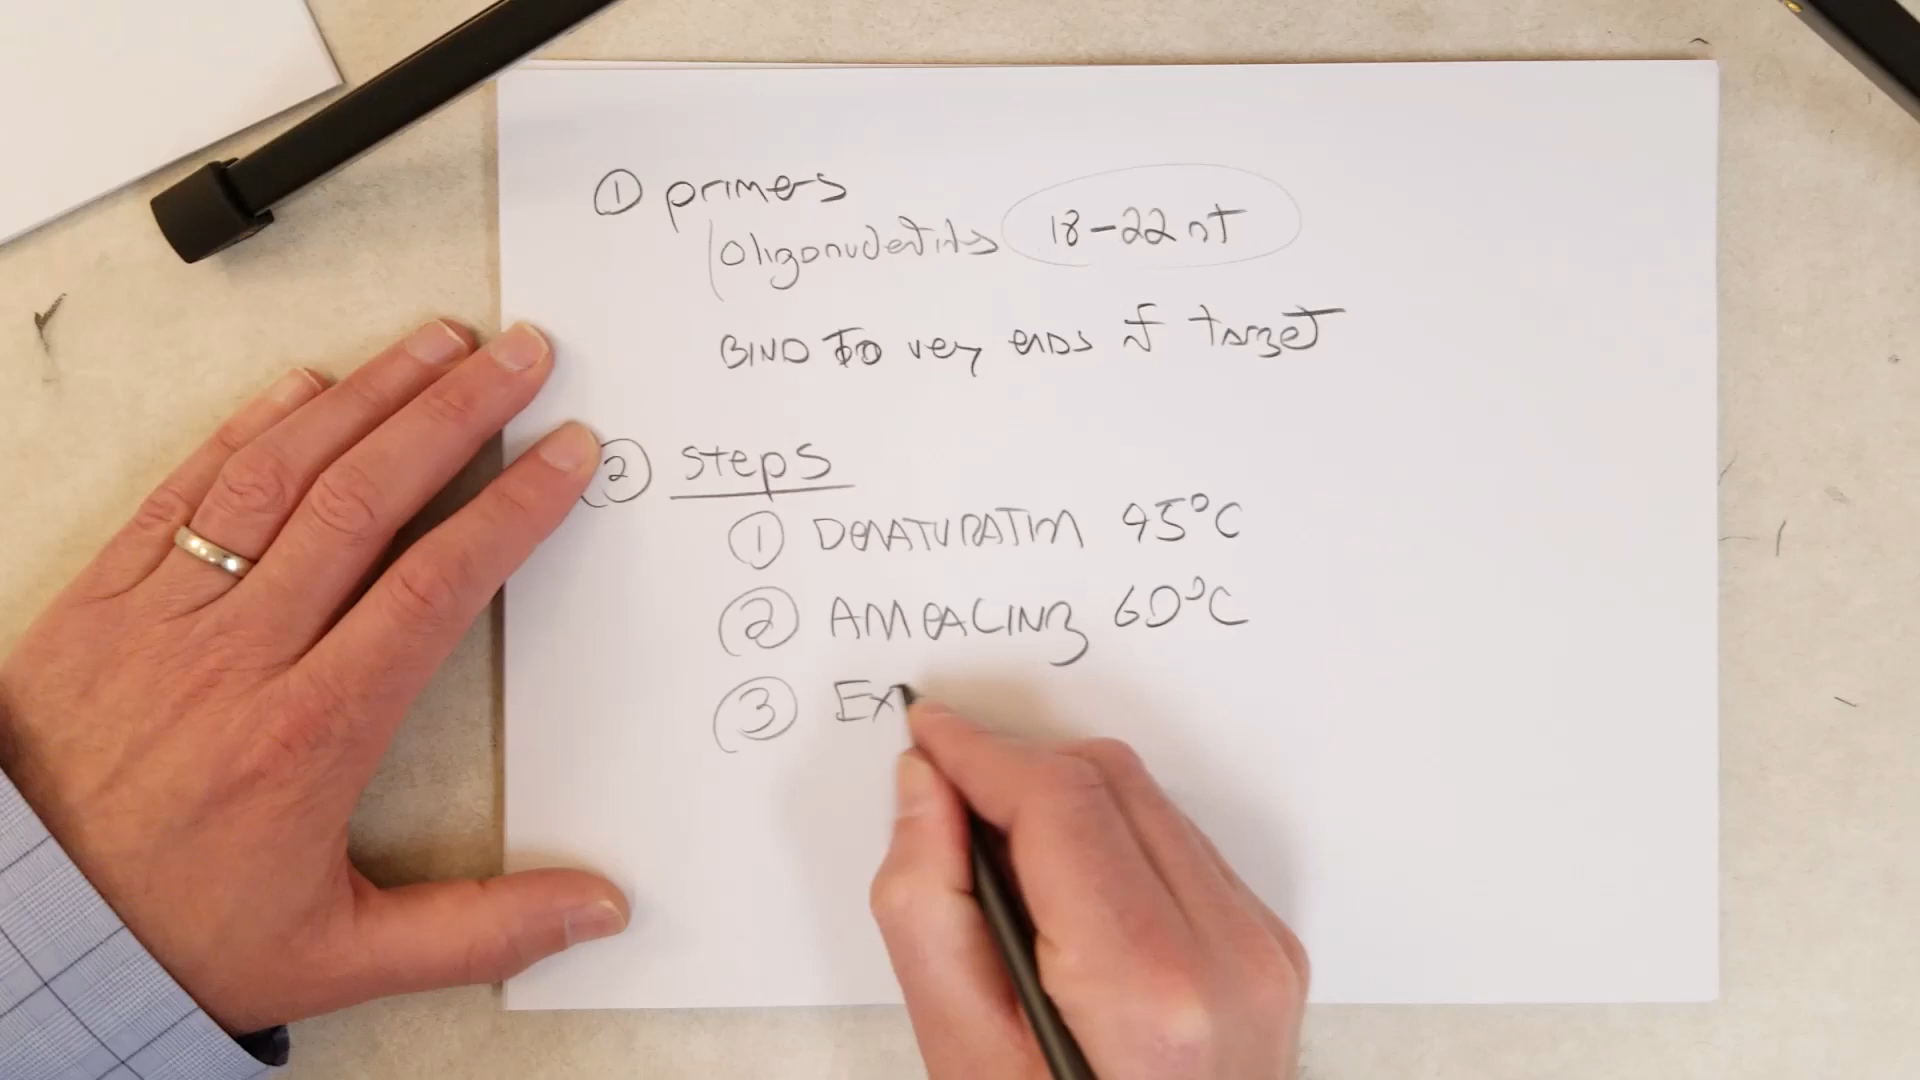 ① primers
oligonucleotides 18-22 nt
BIND to very ends of target
② steps
① DENATURATION 95°C
② ANNEALING 60°C
③ Ex